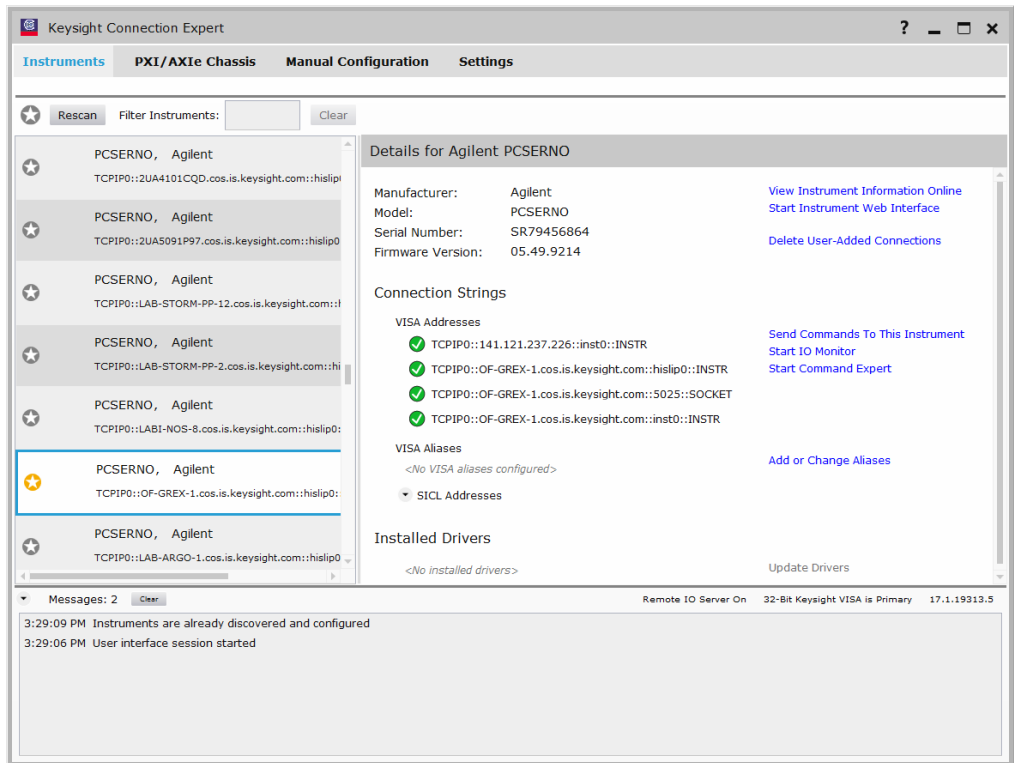 Keysight Connection Expert
?
Instruments PXI/AXIe Chassis Manual Configuration Settings
Rescan Filter Instruments: Clear
PCSERNO, Agilent
TCPIP0::2UA4101CQD.cos.is.keysight.com::hislip
PCSERNO, Agilent
TCPIP0::2UA5091P97.cos.is.keysight.com::hislip0
PCSERNO, Agilent
TCPIP0::LAB-STORM-PP-12.cos.is.keysight.com::h
PCSERNO, Agilent
TCPIP0::LAB-STORM-PP-2.cos.is.keysight.com::hi
PCSERNO, Agilent
TCPIP0::LABI-NOS-8.cos.is.keysight.com::hislip0:
PCSERNO, Agilent
TCPIP0::OF-GREX-1.cos.is.keysight.com::hislip0:
PCSERNO, Agilent
TCPIP0::LAB-ARGO-1.cos.is.keysight.com::hislip0
Details for Agilent PCSERNO
Manufacturer: Agilent
Model: PCSERNO
Serial Number: SR79456864
Firmware Version: 05.49.9214
View Instrument Information Online
Start Instrument Web Interface
Delete User-Added Connections
Connection Strings
VISA Addresses
TCPIP0::141.121.237.226::inst0::INSTR
TCPIP0::OF-GREX-1.cos.is.keysight.com::hislip0::INSTR
TCPIP0::OF-GREX-1.cos.is.keysight.com::5025::SOCKET
TCPIP0::OF-GREX-1.cos.is.keysight.com::inst0::INSTR
Send Commands To This Instrument
Start IO Monitor
Start Command Expert
VISA Aliases
<No VISA aliases configured>
Add or Change Aliases
SICL Addresses
Installed Drivers
<No installed drivers>
Update Drivers
Messages: 2 Clear
Remote IO Server On 32-Bit Keysight VISA is Primary 17.1.19313.5
3:29:09 PM Instruments are already discovered and configured
3:29:06 PM User interface session started